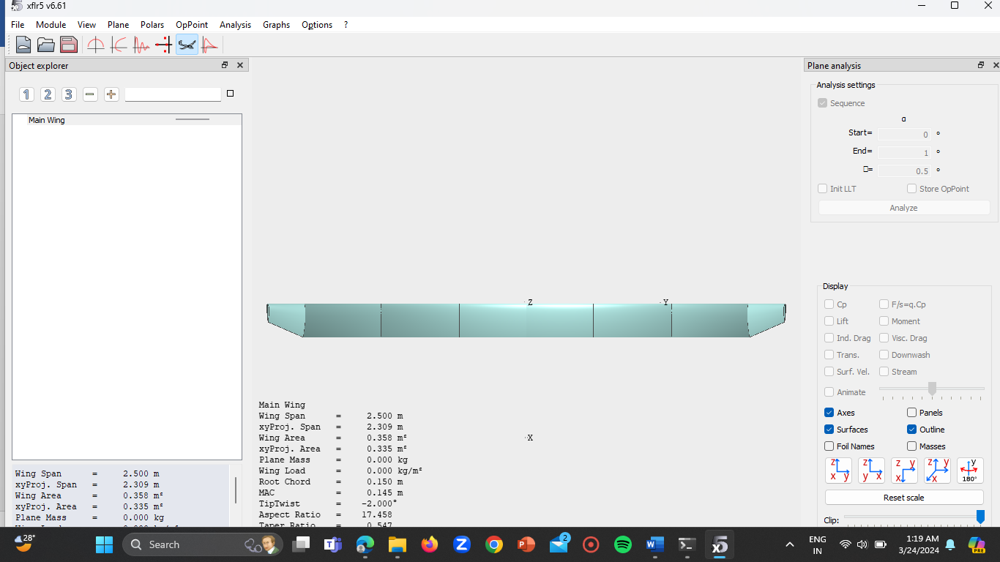 xflr5 v6.61
File Module View Plane Polars OpPoint Analysis Graphs Options ?
Object explorer
1 2 3 − +
Main Wing
Wing Span = 2.500 m
xyProj. Span = 2.309 m
Wing Area = 0.358 m²
xyProj. Area = 0.335 m²
Plane Mass = 0.000 kg
Z
Y
X
Main Wing
Wing Span = 2.500 m
xyProj. Span = 2.309 m
Wing Area = 0.358 m²
xyProj. Area = 0.335 m²
Plane Mass = 0.000 kg
Wing Load = 0.000 kg/m²
Root Chord = 0.150 m
MAC = 0.145 m
TipTwist = -2.000°
Aspect Ratio = 17.458
Taper Ratio = 0.547
Plane analysis
Analysis settings
Sequence
α
Start= 0 °
End= 1 °
□= 0.5 °
Init LLT Store OpPoint
Analyze
Display
Cp F/s=q.Cp
Lift Moment
Ind. Drag Visc. Drag
Trans. Downwash
Surf. Vel. Stream
Animate
Axes Panels
Surfaces Outline
Foil Names Masses
z x y z y x z y x z y x y 180°
Reset scale
Clip:
28°
Search
2
x5
ENG
IN
1:19 AM
3/24/2024
PRE